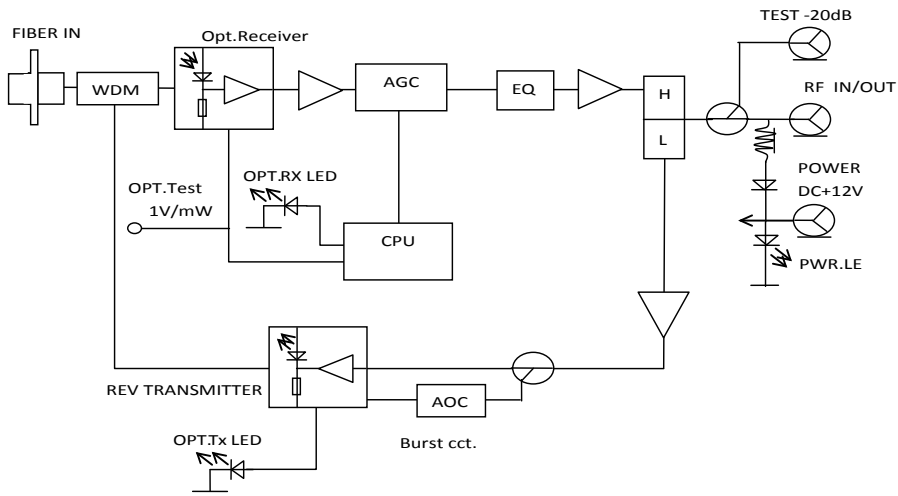 TEST -20dB
FIBER IN
Opt.Receiver
WDM
AGC
EQ
H
L
RF IN/OUT
OPT.Test
1V/mW
OPT.RX LED
CPU
POWER
DC+12V
PWR.LE
REV TRANSMITTER
AOC
Burst cct.
OPT.Tx LED